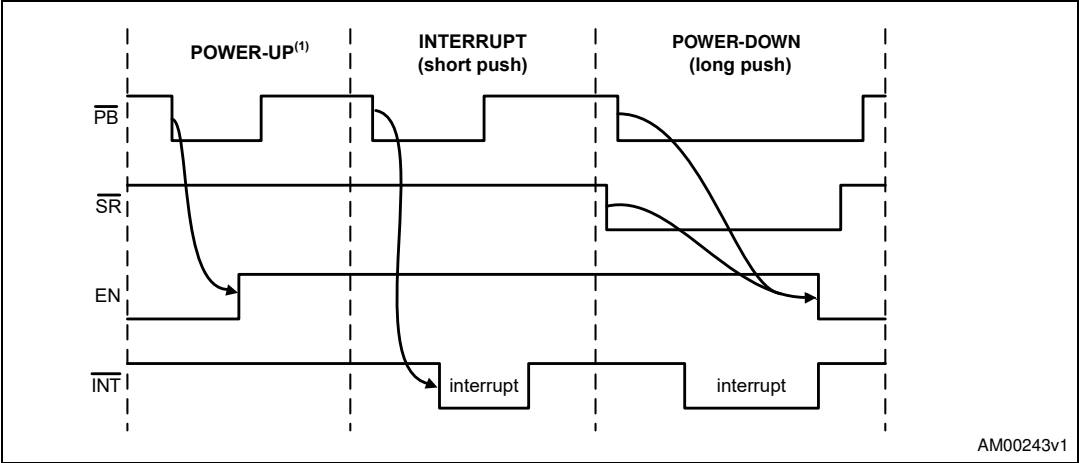 POWER-UP(1)
INTERRUPT
(short push)
POWER-DOWN
(long push)
PB
SR
EN
INT
interrupt
interrupt
AM00243v1